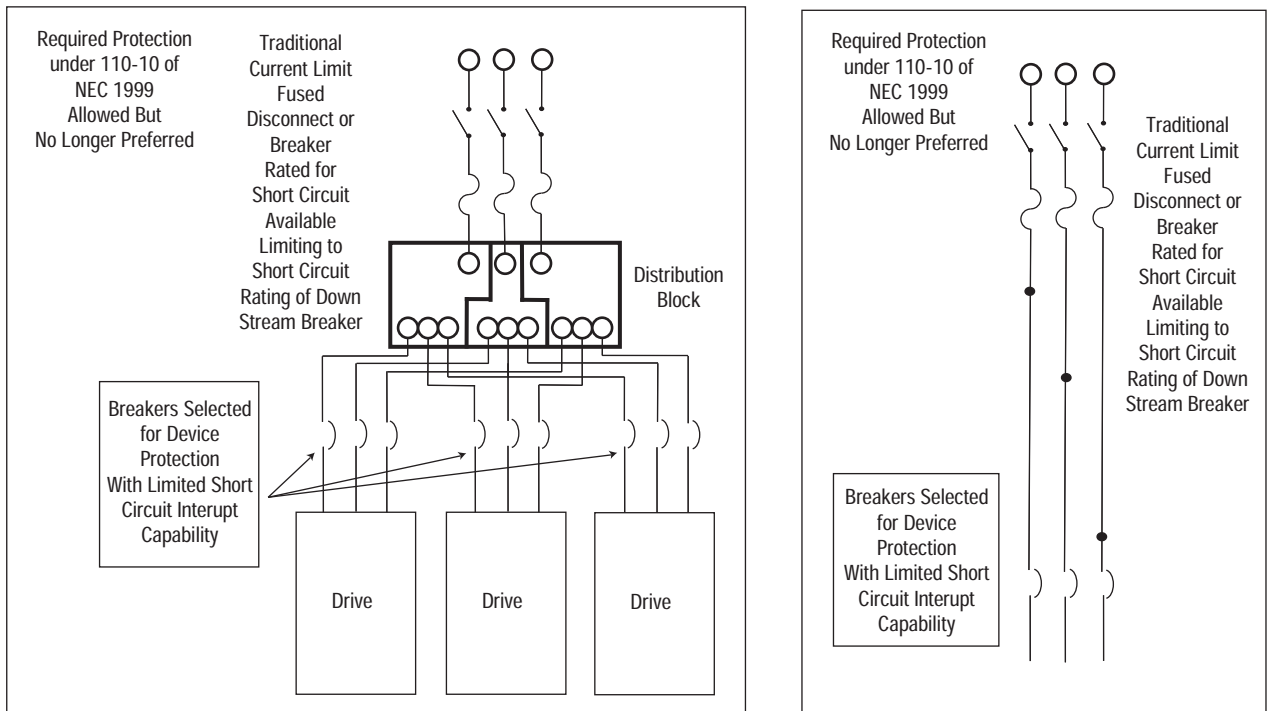 Required Protection
under 110-10 of
NEC 1999
Allowed But
No Longer Preferred
Traditional
Current Limit
Fused
Disconnect or
Breaker
Rated for
Short Circuit
Available
Limiting to
Short Circuit
Rating of Down
Stream Breaker
Distribution
Block
Breakers Selected
for Device
Protection
With Limited Short
Circuit Interupt
Capability
Drive
Drive
Drive
Required Protection
under 110-10 of
NEC 1999
Allowed But
No Longer Preferred
Traditional
Current Limit
Fused
Disconnect or
Breaker
Rated for
Short Circuit
Available
Limiting to
Short Circuit
Rating of Down
Stream Breaker
Breakers Selected
for Device
Protection
With Limited Short
Circuit Interupt
Capability